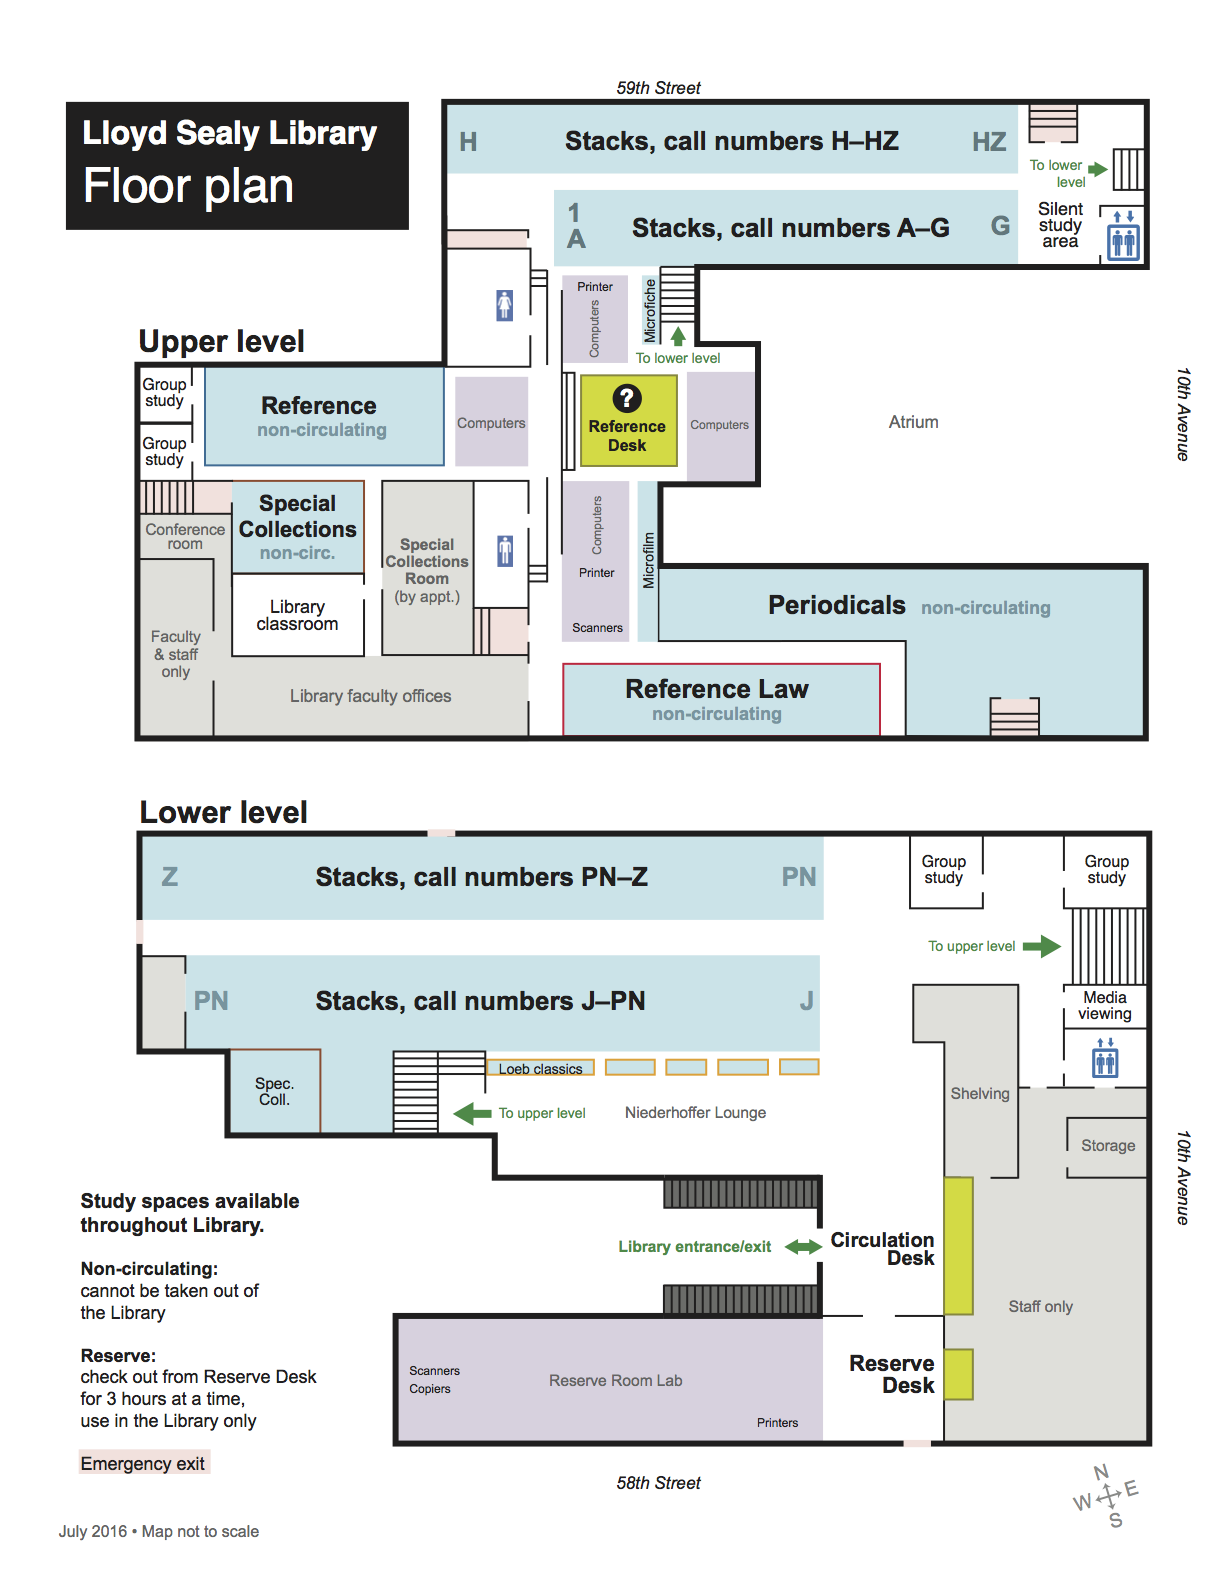 59th Street
Lloyd Sealy Library
Floor plan
H
Stacks, call numbers H–HZ
HZ
To lower
level
1
A
Stacks, call numbers A–G
G
Silent
study
area
Printer
Computers
Microfiche
To lower level
Upper level
Group
study
Group
study
Reference
non-circulating
Computers
?
Reference
Desk
Computers
Atrium
10th Avenue
Conference
room
Special
Collections
non-circ.
Special
Collections
Room
(by appt.)
Computers
Printer
Scanners
Microfilm
Library
classroom
Faculty
& staff
only
Library faculty offices
Periodicals non-circulating
Reference Law
non-circulating
Lower level
Z
Stacks, call numbers PN–Z
PN
Group
study
Group
study
To upper level
PN
Stacks, call numbers J–PN
J
Media
viewing
Spec.
Coll.
Loeb classics
To upper level
Niederhoffer Lounge
Shelving
Storage
10th Avenue
Study spaces available
throughout Library.
Library entrance/exit
Circulation
Desk
Non-circulating:
cannot be taken out of
the Library
Staff only
Reserve:
check out from Reserve Desk
for 3 hours at a time,
use in the Library only
Scanners
Copiers
Reserve Room Lab
Printers
Reserve
Desk
Emergency exit
58th Street
N
W
E
S
July 2016 • Map not to scale